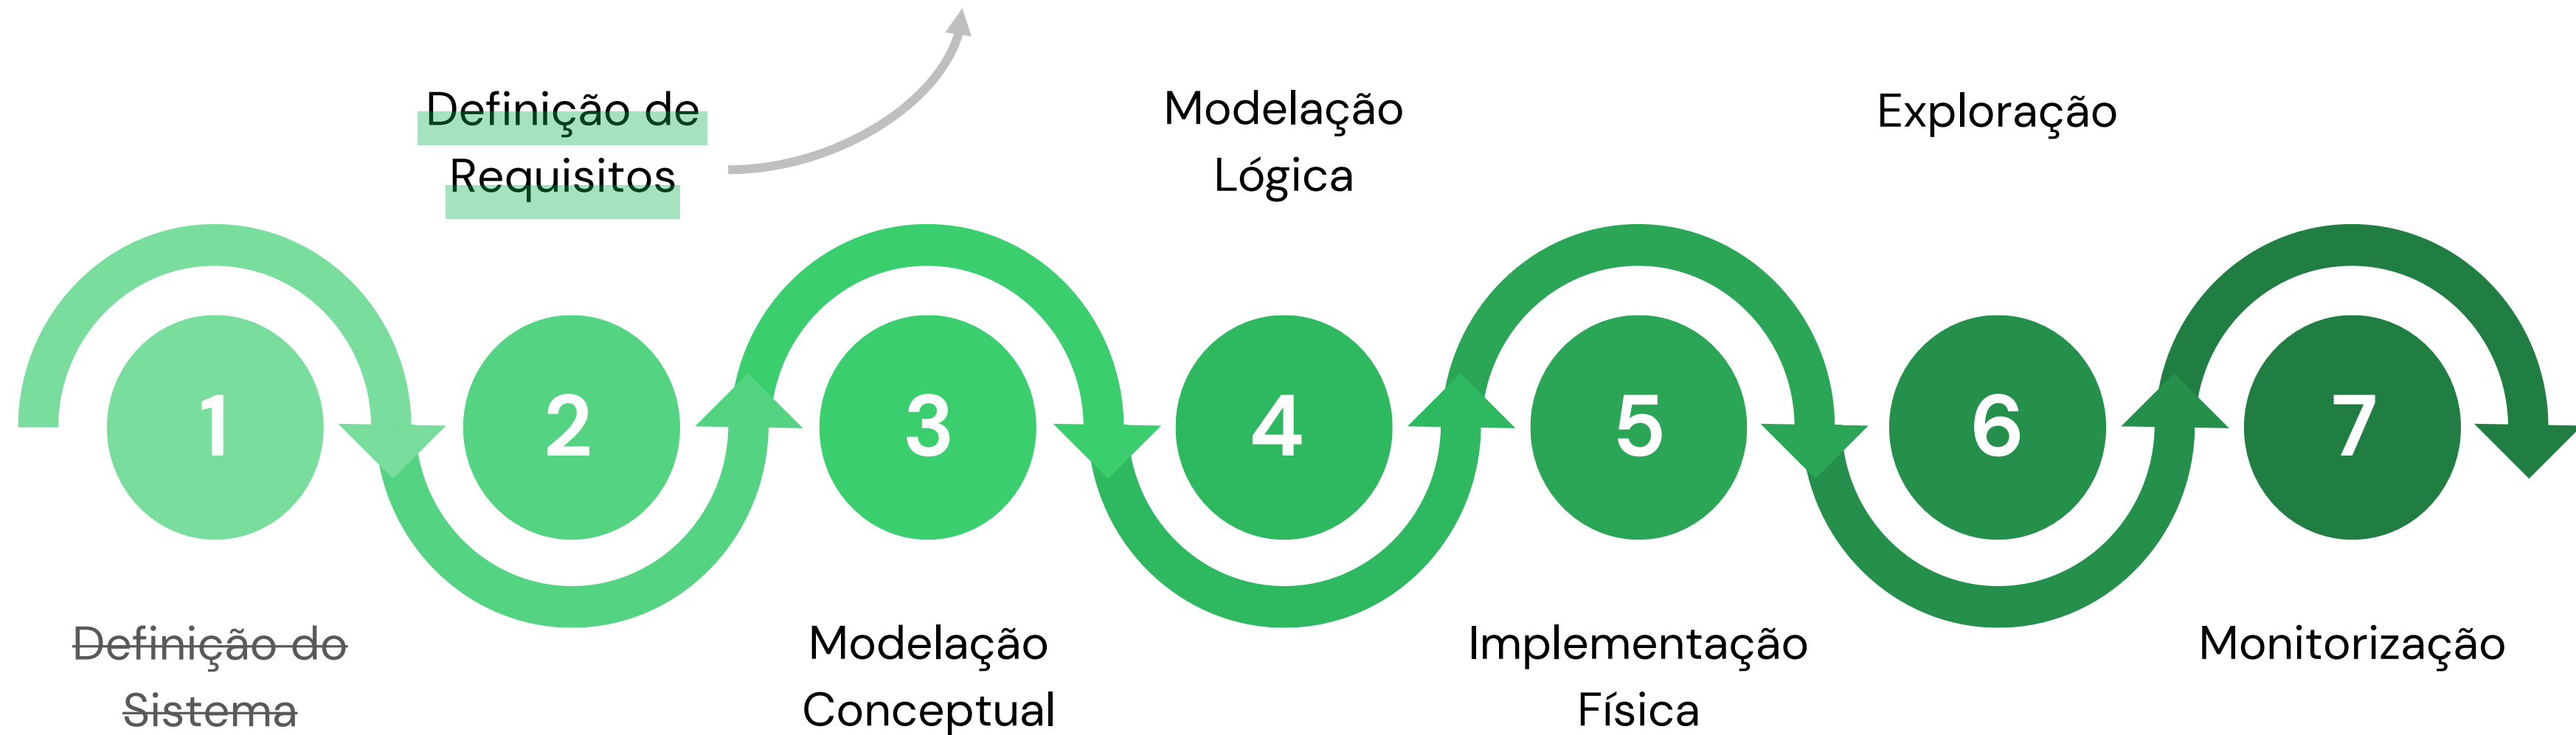 Definição de
Requisitos
Modelação
Lógica
Exploração
1
2
3
4
5
6
7
Definição do
Sistema
Modelação
Conceptual
Implementação
Física
Monitorização